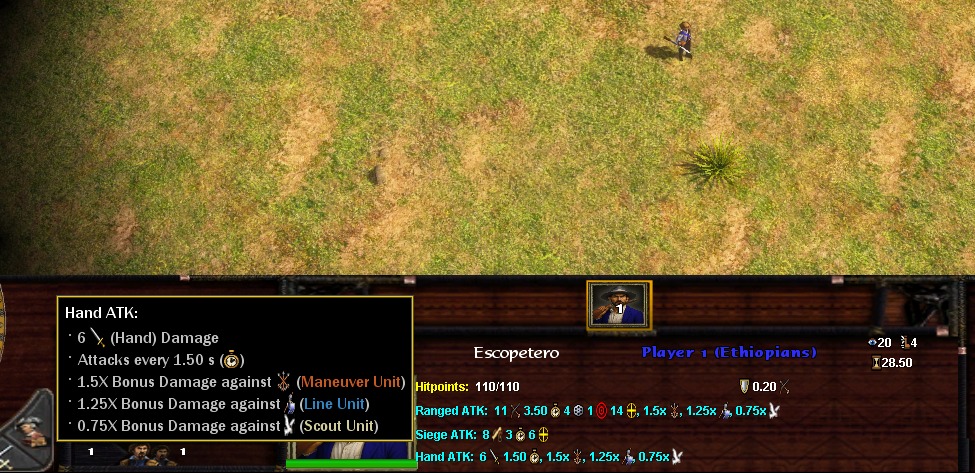 1
Hand ATK:
· 6 (Hand) Damage
· Attacks every 1.50 s ( )
· 1.5X Bonus Damage against (Maneuver Unit)
· 1.25X Bonus Damage against (Line Unit)
· 0.75X Bonus Damage against (Scout Unit)
Escopetero
Player 1 (Ethiopians)
20 4
28.50
Hitpoints: 110/110 0.20
Ranged ATK: 11 3.50 4 1 14 , 1.5x , 1.25x 0.75x
Siege ATK: 8 3 6
Hand ATK: 6 1.50 , 1.5x , 1.25x 0.75x
1 1